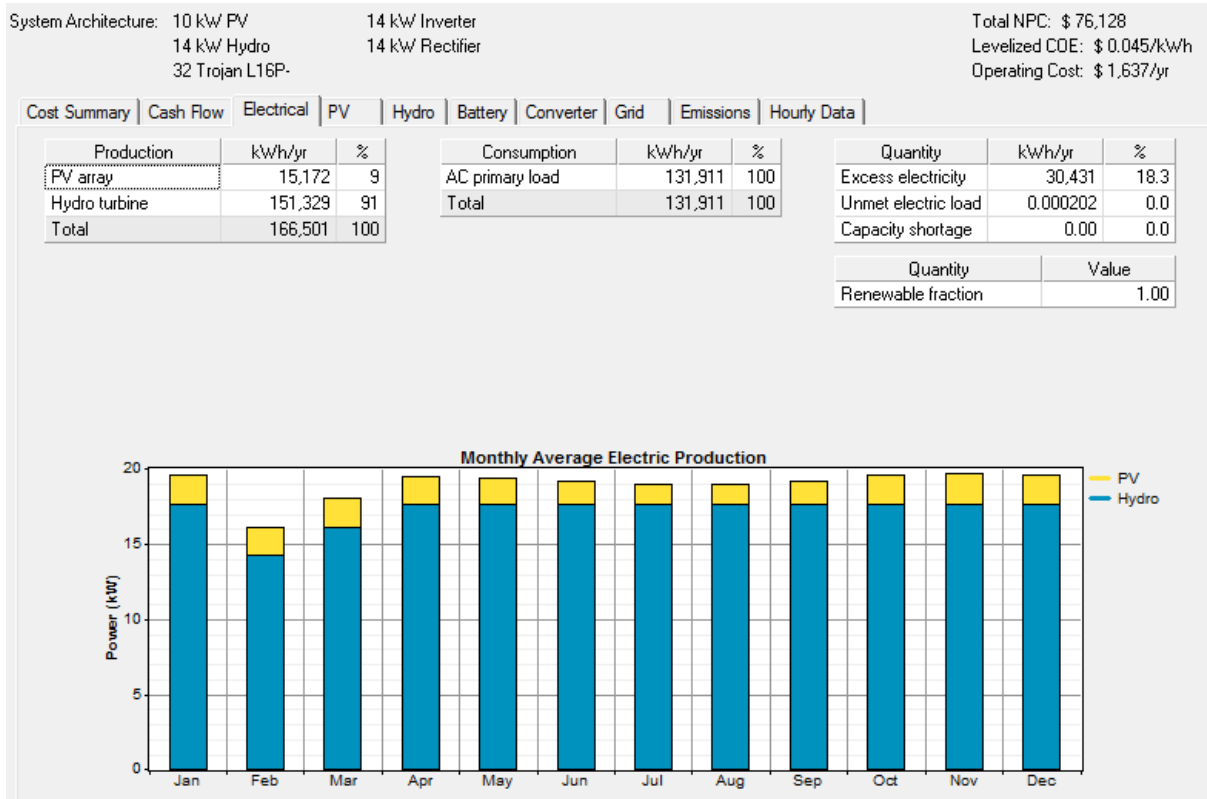 System Architecture: 10 kW PV 14 kW Inverter Total NPC: $ 76,128
14 kW Hydro 14 kW Rectifier Levelized COE: $ 0.045/kWh
32 Trojan L16P- Operating Cost: $ 1,637/yr
Cost Summary Cash Flow Electrical PV Hydro Battery Converter Grid Emissions Hourly Data
Production kWh/yr % Consumption kWh/yr % Quantity kWh/yr %
PV array 15,172 9 AC primary load 131,911 100 Excess electricity 30,431 18.3
Hydro turbine 151,329 91 Total 131,911 100 Unmet electric load 0.000202 0.0
Total 166,501 100 Capacity shortage 0.00 0.0
Quantity Value
Renewable fraction 1.00
Monthly Average Electric Production
20
15
10
5
0
Power (kW)
PV
Hydro
Jan Feb Mar Apr May Jun Jul Aug Sep Oct Nov Dec